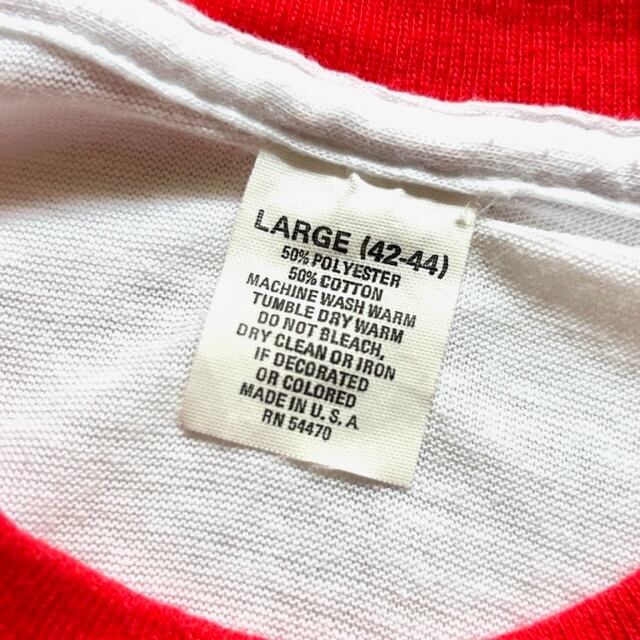 LARGE (42-44)
50% POLYESTER
50% COTTON
MACHINE WASH WARM
TUMBLE DRY WARM
DO NOT BLEACH,
DRY CLEAN OR IRON
IF DECORATED
OR COLORED
MADE IN U.S.A
RN 54470